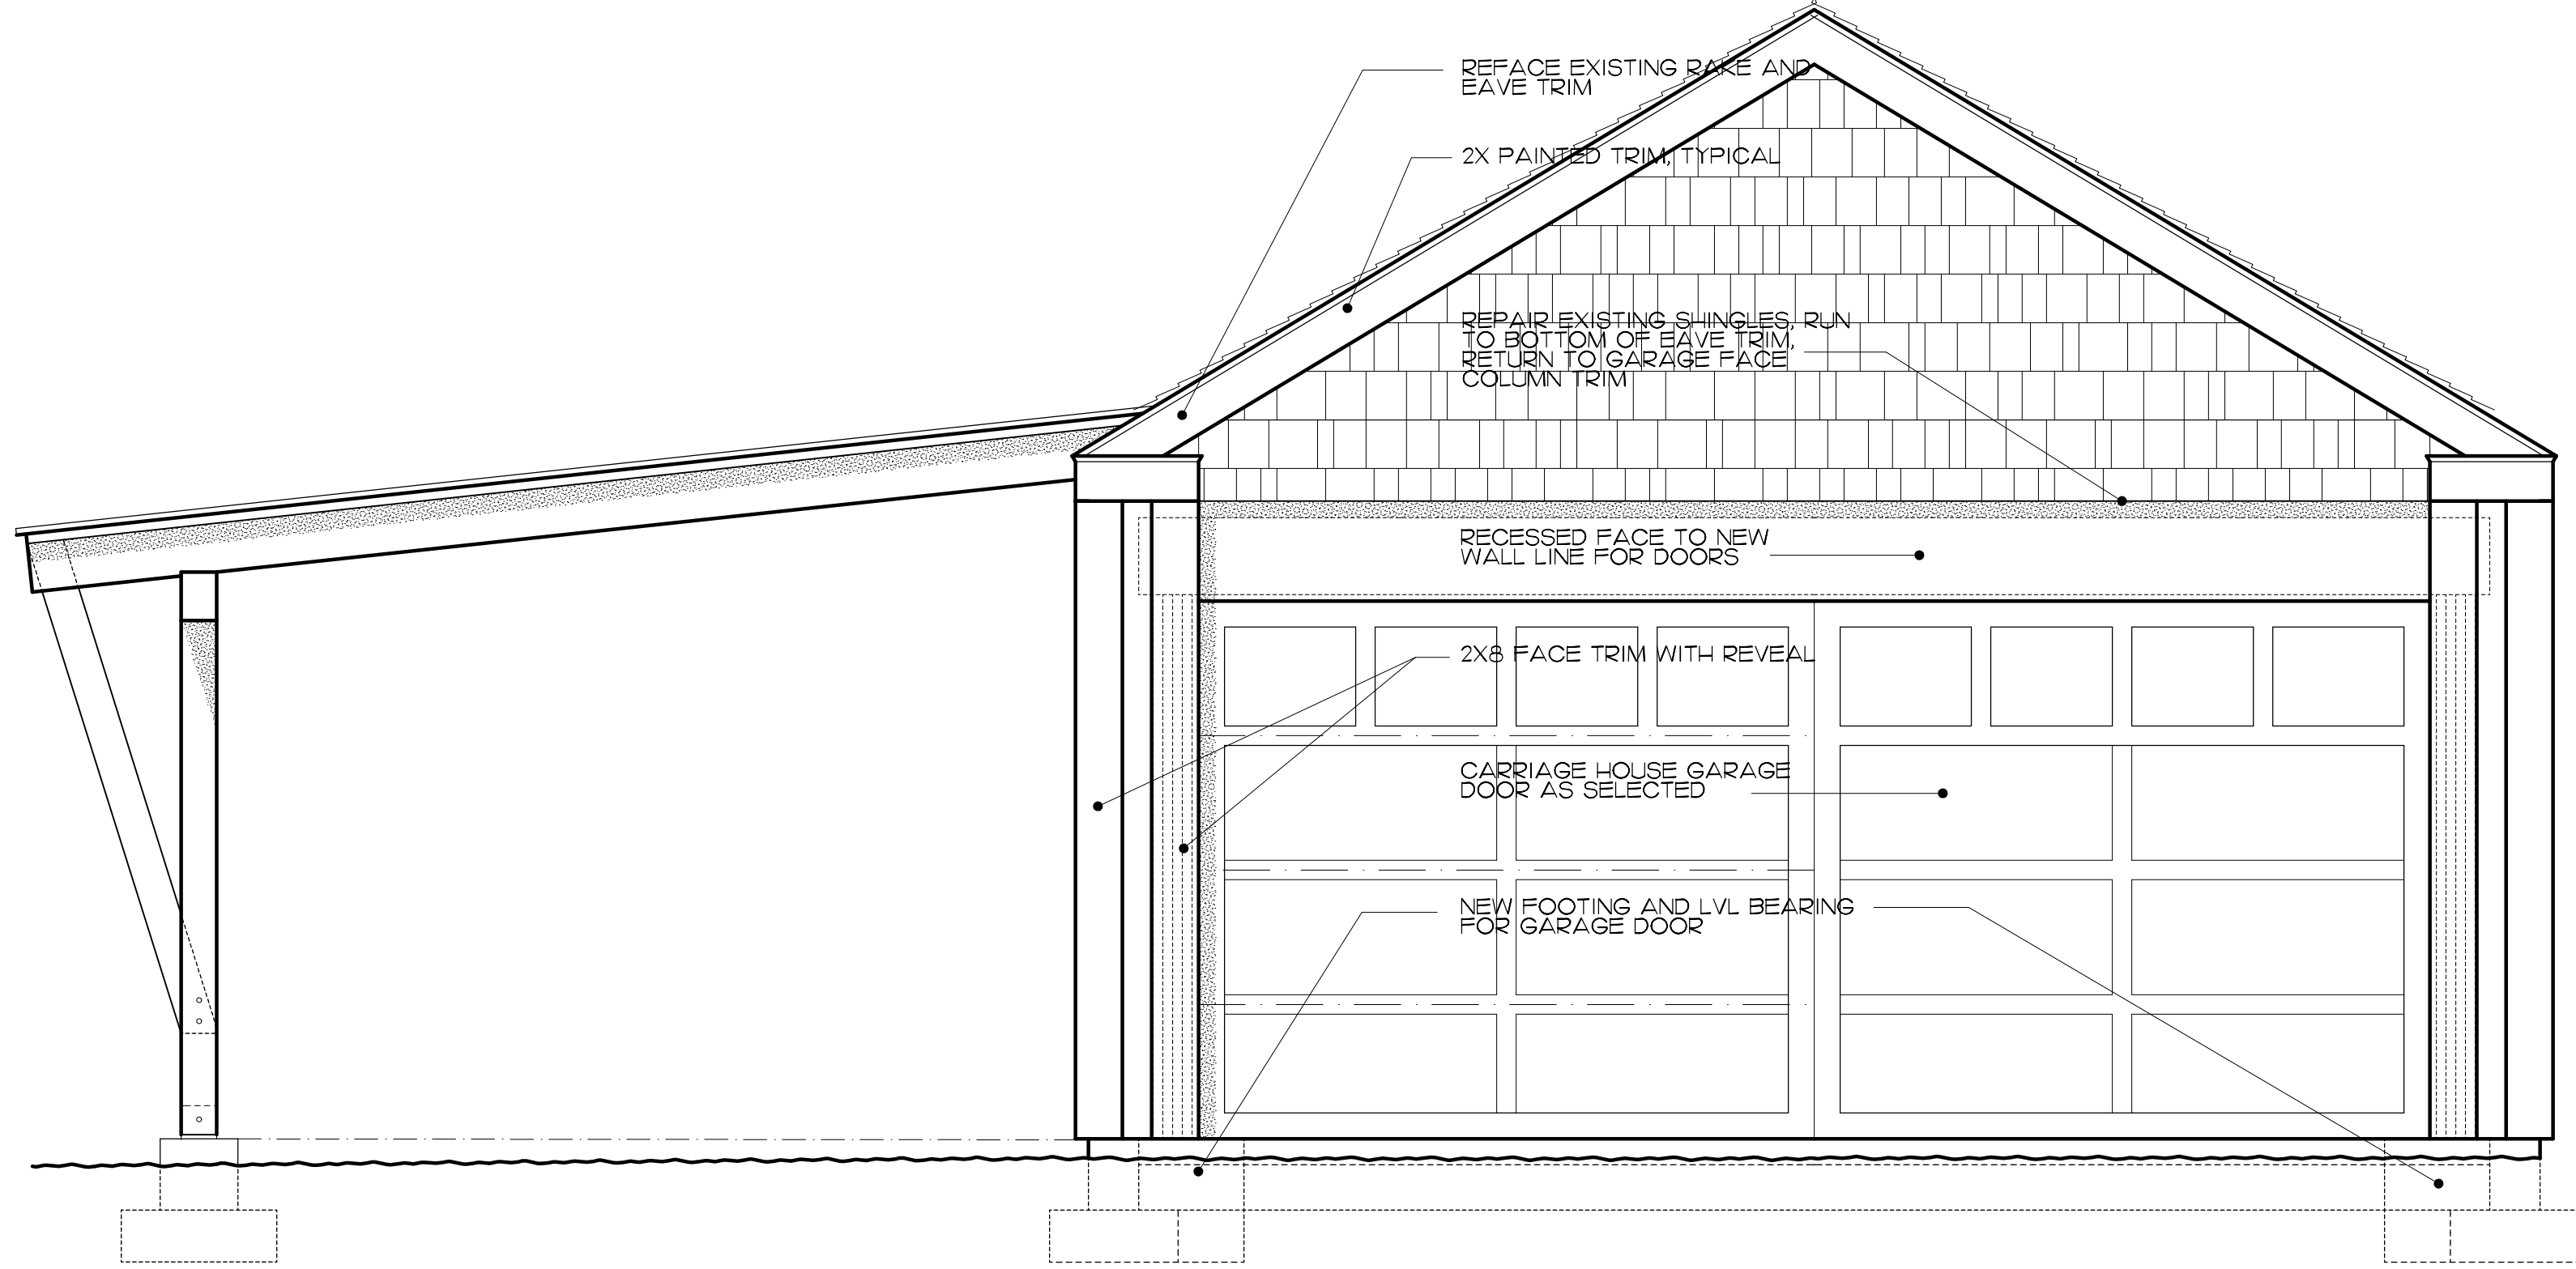 REFACE EXISTING RAKE AND
EAVE TRIM
2X PAINTED TRIM, TYPICAL
REPAIR EXISTING SHINGLES, RUN
TO BOTTOM OF EAVE TRIM,
RETURN TO GARAGE FACE
COLUMN TRIM
RECESSED FACE TO NEW
WALL LINE FOR DOORS
2X8 FACE TRIM WITH REVEAL
CARRIAGE HOUSE GARAGE
DOOR AS SELECTED
NEW FOOTING AND LVL BEARING
FOR GARAGE DOOR